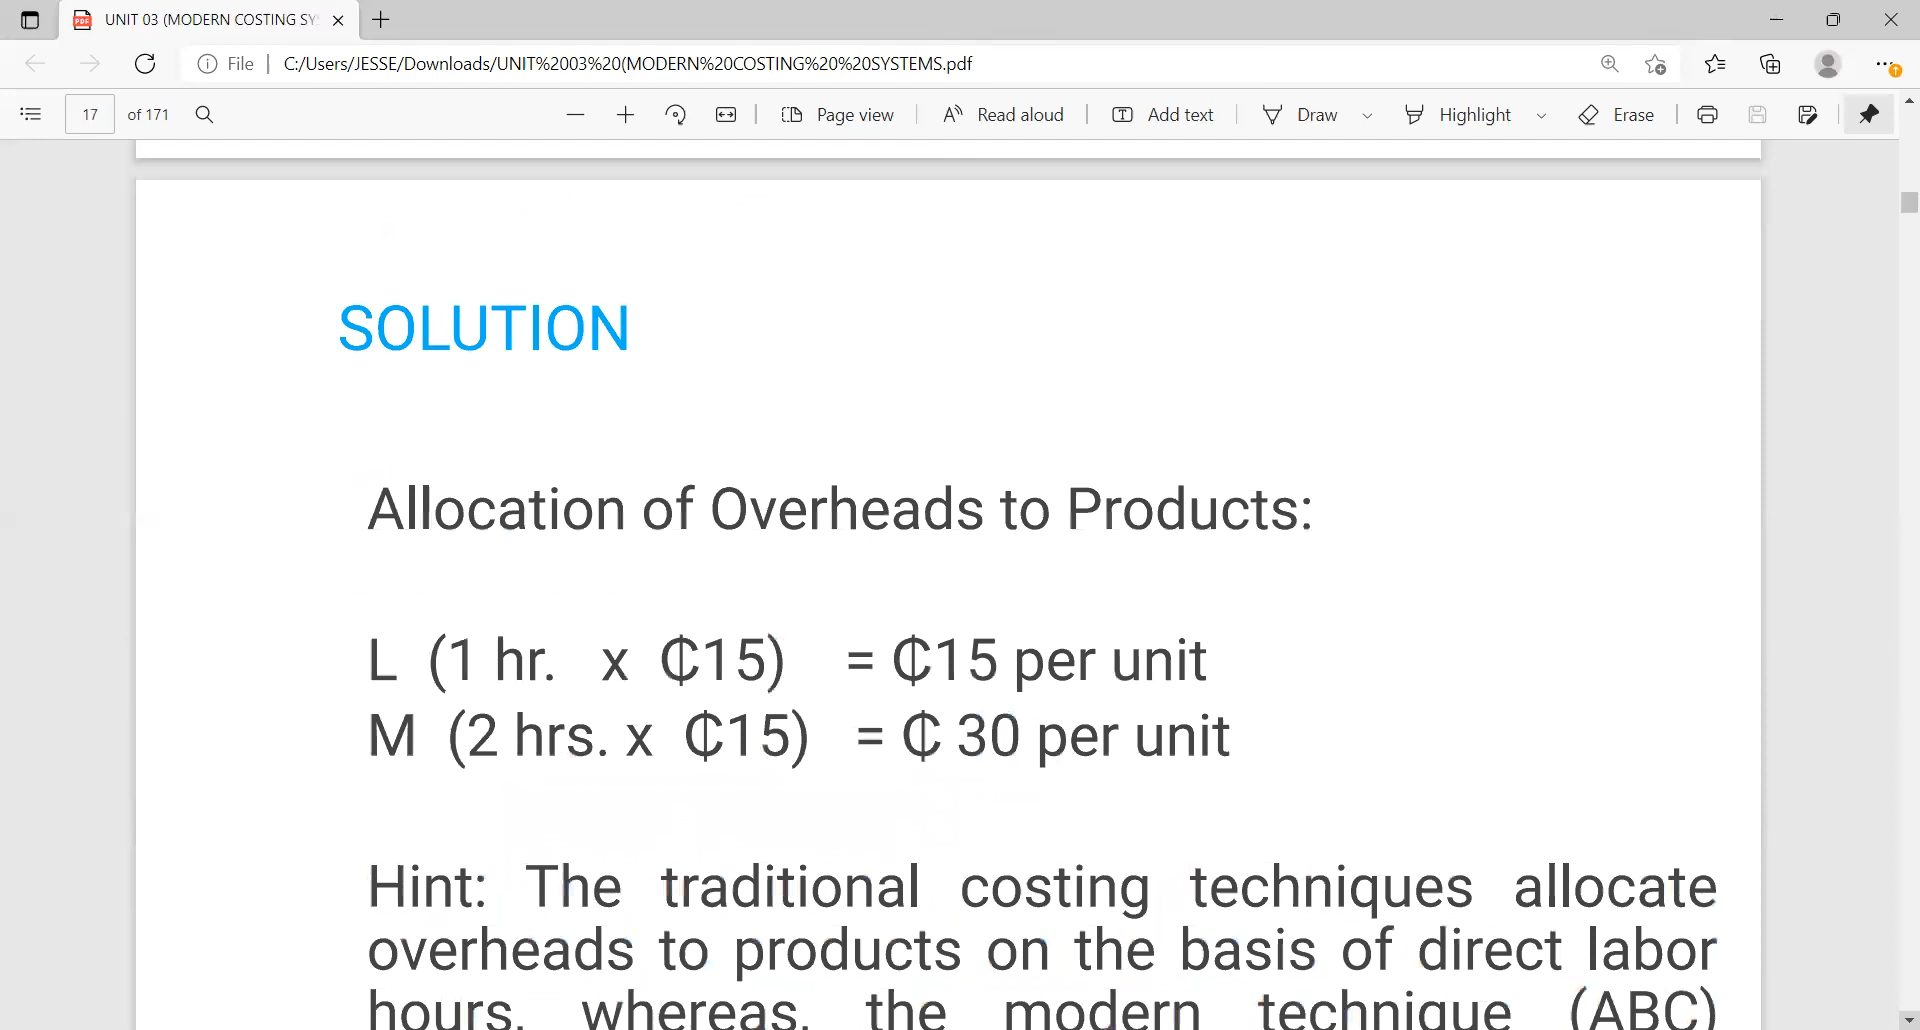 UNIT 03 (MODERN COSTING SY
File
C:/Users/JESSE/Downloads/UNIT%2003%20(MODERN%20COSTING%20%20SYSTEMS.pdf
17 of 171
Page view
Read aloud
Add text
Draw
Highlight
Erase
SOLUTION
Allocation of Overheads to Products:
L (1 hr. x ₵15) = ₵15 per unit
M (2 hrs. x ₵15) = ₵ 30 per unit
Hint: The traditional costing techniques allocate
overheads to products on the basis of direct labor
hours, whereas, the modern technique (ABC)